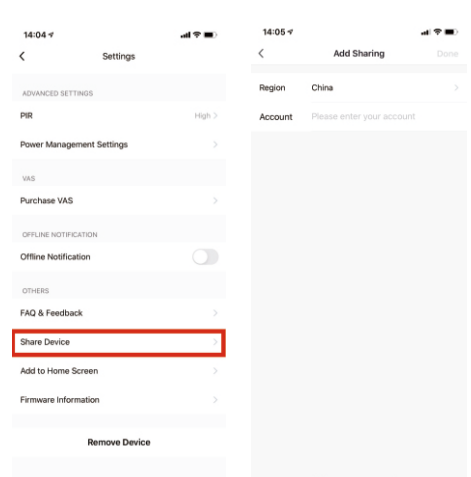 14:04
Settings
ADVANCED SETTINGS
PIR High
Power Management Settings
VAS
Purchase VAS
OFFLINE NOTIFICATION
Offline Notification
OTHERS
FAQ & Feedback
Share Device
Add to Home Screen
Firmware Information
Remove Device
14:05
Add Sharing Done
Region China
Account Please enter your account